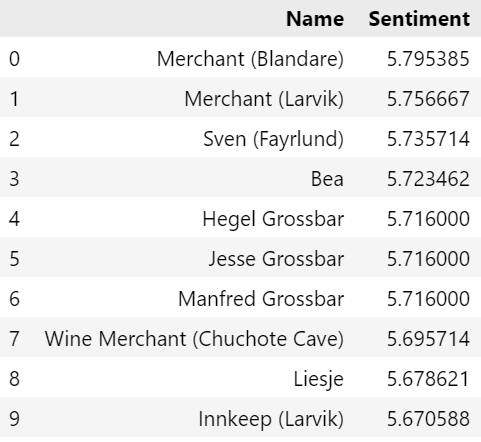 Name Sentiment
0 Merchant (Blandare) 5.795385
1 Merchant (Larvik) 5.756667
2 Sven (Fayrlund) 5.735714
3 Bea 5.723462
4 Hegel Grossbar 5.716000
5 Jesse Grossbar 5.716000
6 Manfred Grossbar 5.716000
7 Wine Merchant (Chuchote Cave) 5.695714
8 Liesje 5.678621
9 Innkeep (Larvik) 5.670588